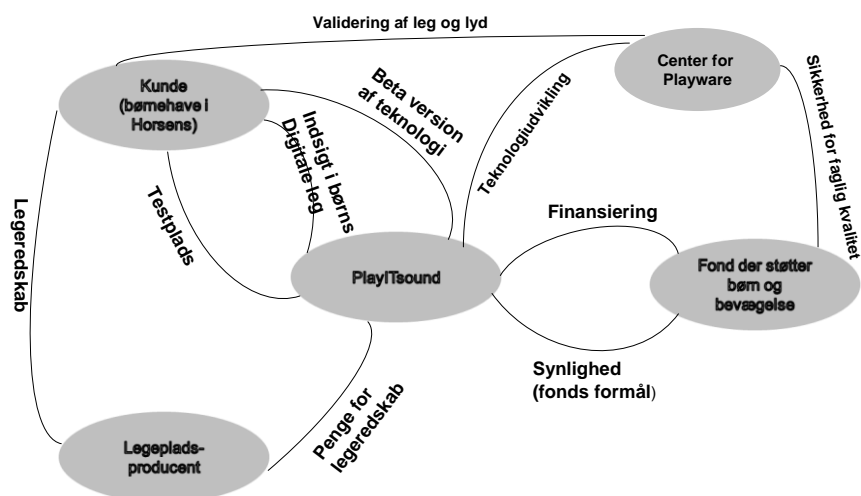 Validering af leg og lyd
Kunde
(børnehave i
Horsens)
Center for
Playware
Beta version
af teknologi
Indsigt i børns
Digitale leg
Teknologiudvikling
Sikkerhed for faglig kvalitet
Testplads
Legeredskab
Finansiering
PlayITsound
Fond der støtter
børn og
bevægelse
Synlighed
(fonds formål)
Penge for
legeredskab
Legeplads-
producent